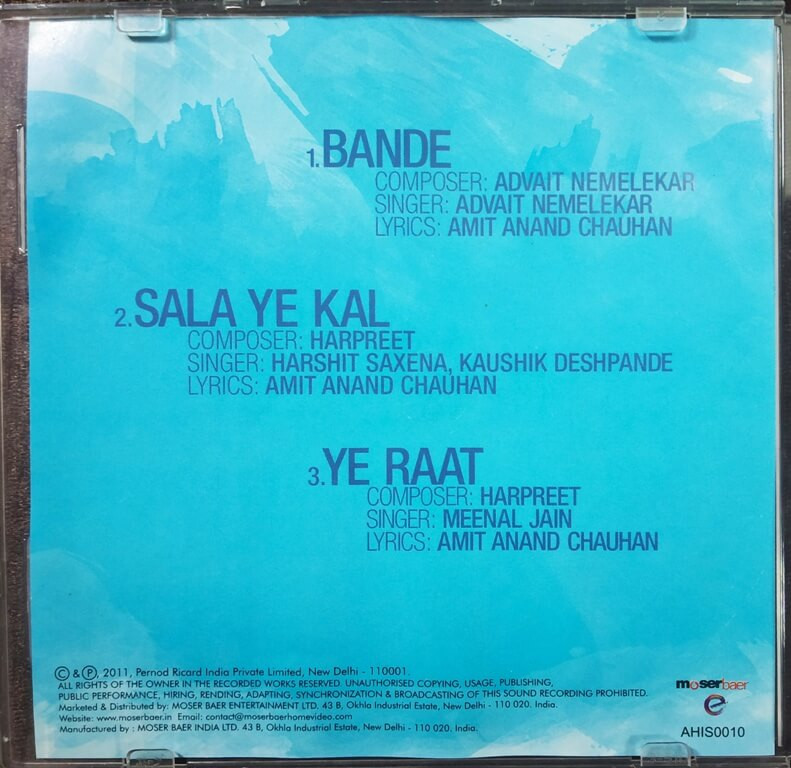 1. BANDE
COMPOSER: ADVAIT NEMELEKAR
SINGER: ADVAIT NEMELEKAR
LYRICS: AMIT ANAND CHAUHAN
2. SALA YE KAL
COMPOSER: HARPREET
SINGER: HARSHIT SAXENA, KAUSHIK DESHPANDE
LYRICS: AMIT ANAND CHAUHAN
3. YE RAAT
COMPOSER: HARPREET
SINGER: MEENAL JAIN
LYRICS: AMIT ANAND CHAUHAN
© & ℗, 2011, Pernod Ricard India Private Limited, New Delhi - 110001.
ALL RIGHTS OF THE OWNER IN THE RECORDED WORKS RESERVED. UNAUTHORISED COPYING, USAGE, PUBLISHING,
PUBLIC PERFORMANCE, HIRING, RENDING, ADAPTING, SYNCHRONIZATION & BROADCASTING OF THIS SOUND RECORDING PROHIBITED.
Marketed & Distributed by: MOSER BAER ENTERTAINMENT LTD. 43 B, Okhla Industrial Estate, New Delhi - 110 020. India.
Website: www.moserbaer.in Email: contact@moserbaerhomevideo.com
Manufactured by : MOSER BAER INDIA LTD. 43 B, Okhla Industrial Estate, New Delhi - 110 020. India.
moserbaer
e
AHIS0010